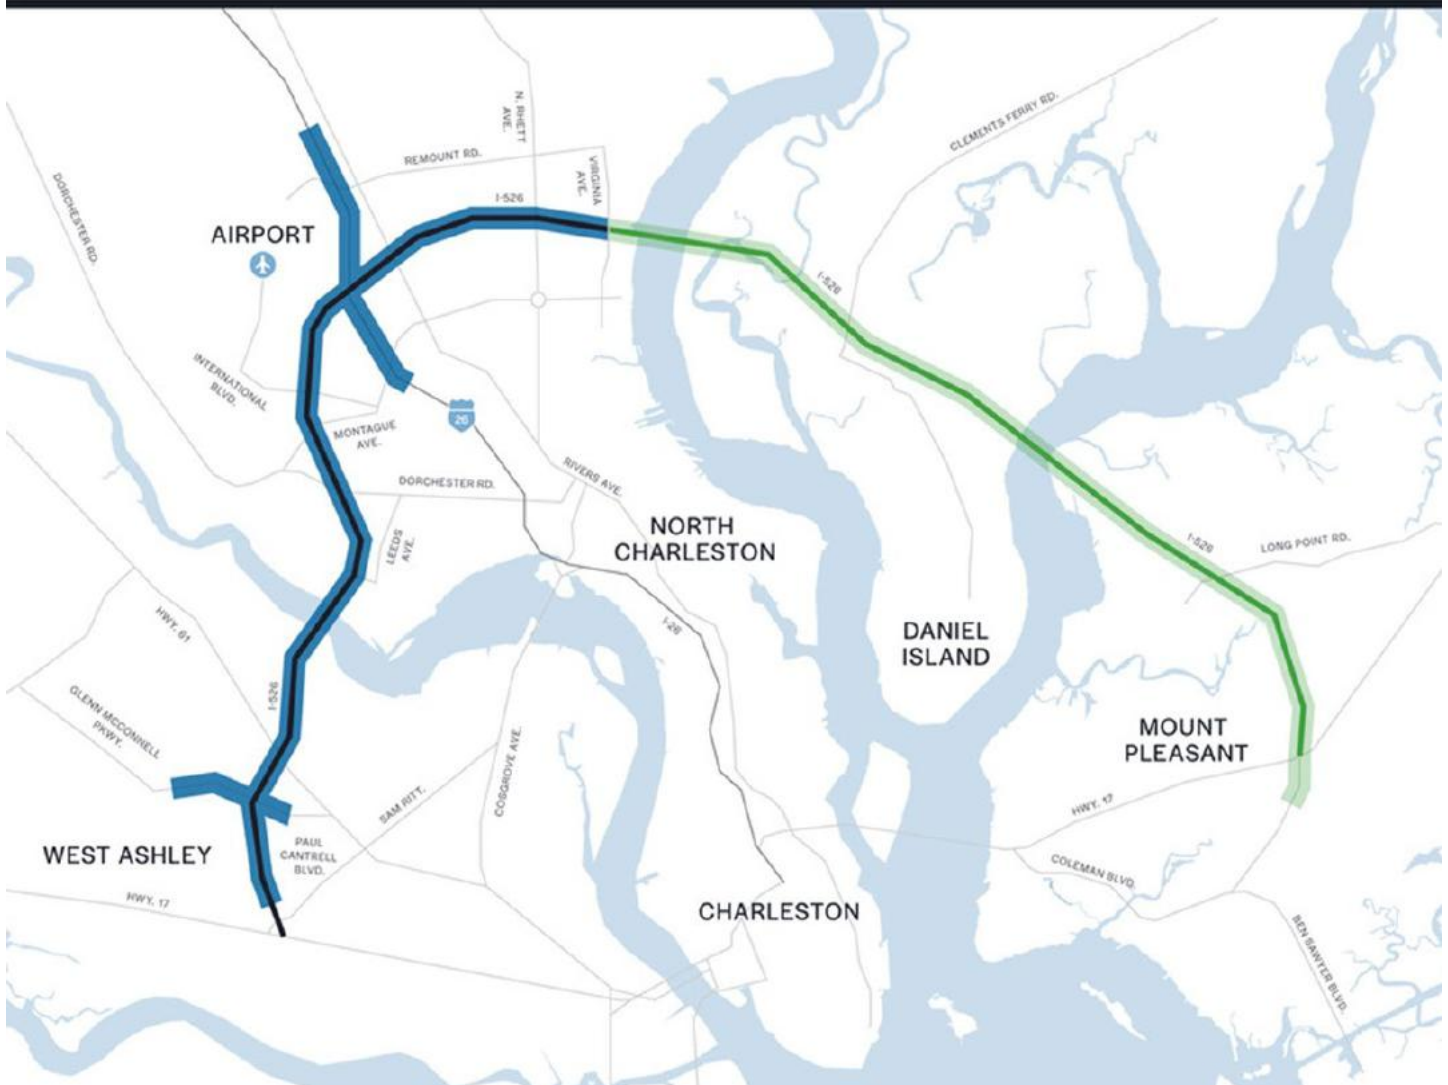 CLEMENTS FERRY RD.
N. RHETT
AVE.
REMOUNT RD.
VIRGINIA
AVE.
DORCHESTER RD.
I-526
AIRPORT
I-526
INTERNATIONAL
BLVD.
26
MONTAGUE
AVE.
DORCHESTER RD.
RIVERS AVE.
NORTH
CHARLESTON
LEEDS
AVE.
I-526
LONG POINT RD.
HWY. 61
I-26
DANIEL
ISLAND
GLENN MCCONNELL
PKWY.
I-526
MOUNT
PLEASANT
COSGROVE AVE.
SAM RITT.
HWY. 17
WEST ASHLEY
PAUL
CANTRELL
BLVD.
COLEMAN BLVD.
HWY. 17
CHARLESTON
BEN SAWYER BLVD.